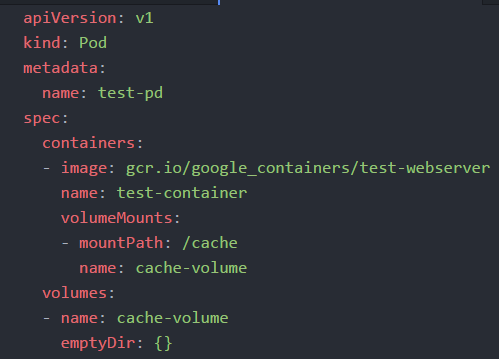 apiVersion: v1
kind: Pod
metadata:
  name: test-pd
spec:
  containers:
  - image: gcr.io/google_containers/test-webserver
    name: test-container
    volumeMounts:
    - mountPath: /cache
      name: cache-volume
  volumes:
  - name: cache-volume
    emptyDir: {}